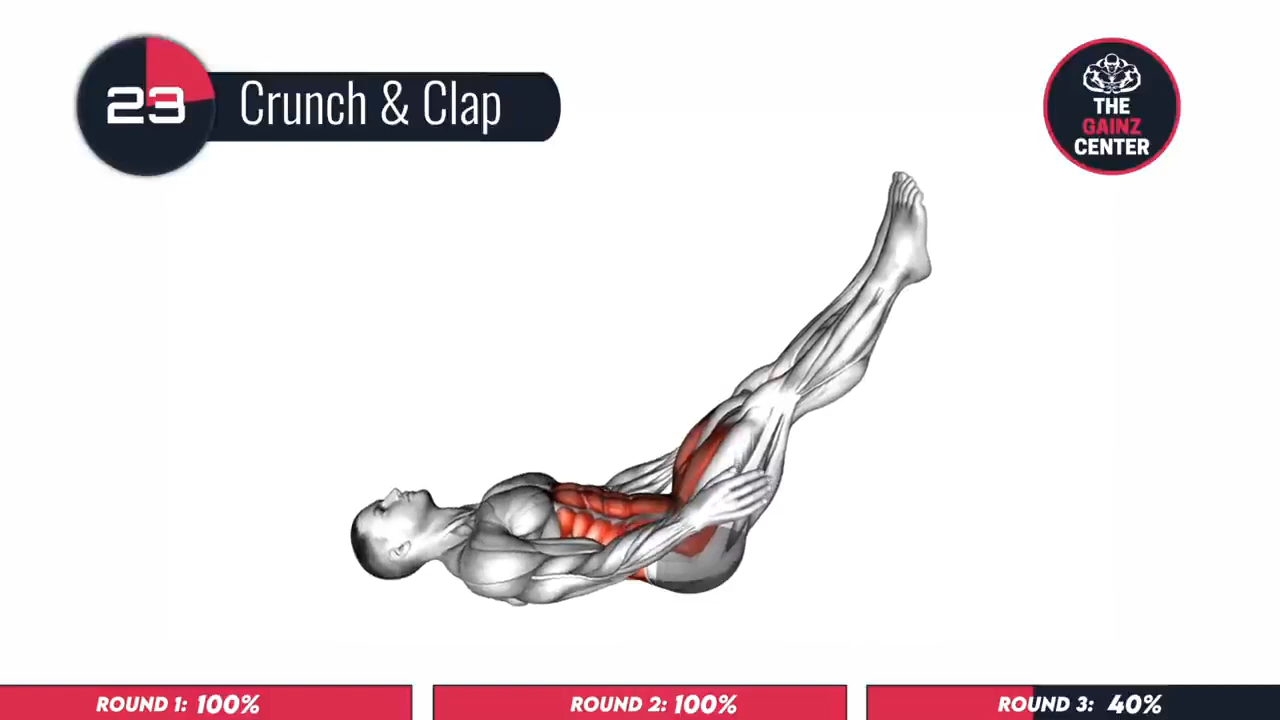 23
Crunch & Clap
THE
GAINZ
CENTER
ROUND 1: 100%
ROUND 2: 100%
ROUND 3: 40%